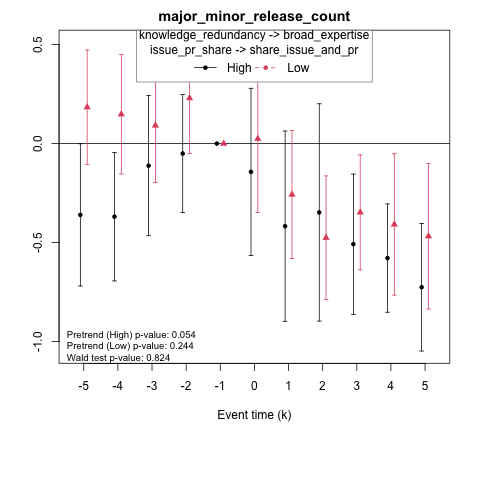 major_minor_release_count
knowledge_redundancy -> broad_expertise
issue_pr_share -> share_issue_and_pr
High Low
0.5
0.0
-0.5
-1.0
Pretrend (High) p-value: 0.054
Pretrend (Low) p-value: 0.244
Wald test p-value: 0.824
-5 -4 -3 -2 -1 0 1 2 3 4 5
Event time (k)